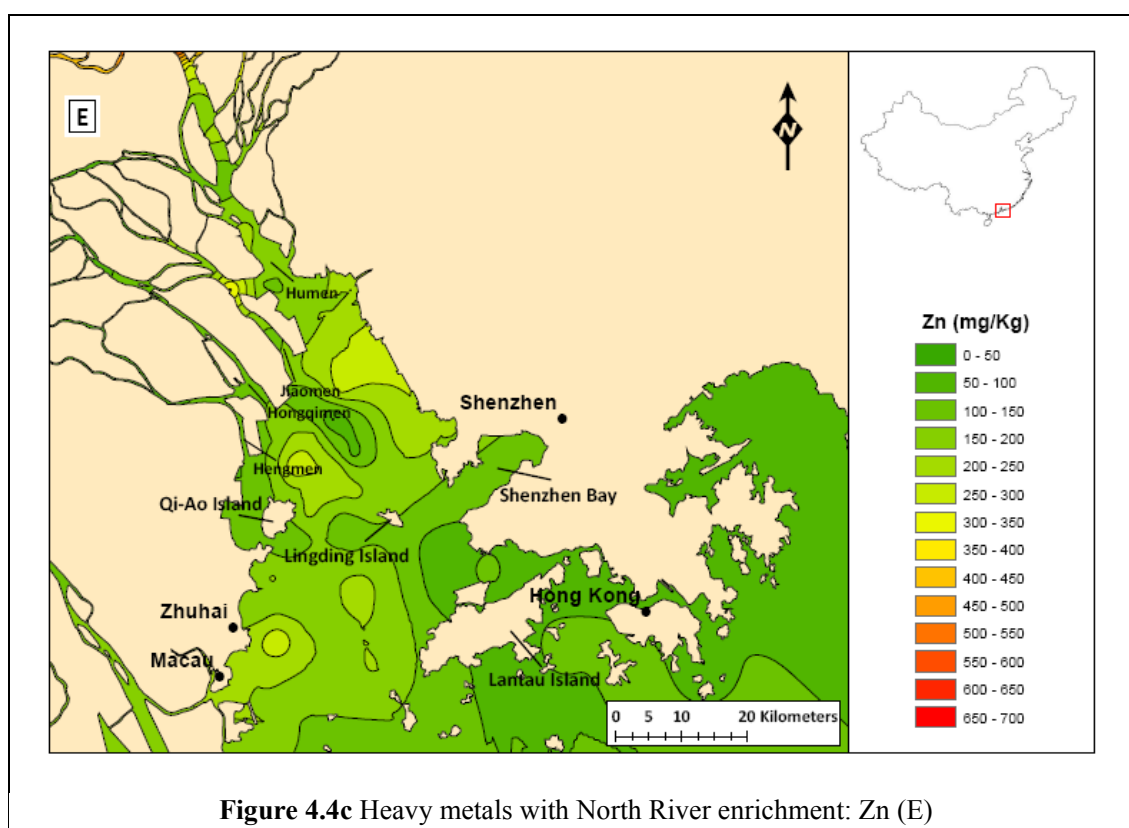 E
N
Humen
Jiaomen
Hongqimen
Hengmen
Shenzhen
Shenzhen Bay
Qi-Ao Island
Lingding Island
Zhuhai
Macau
Hong Kong
Lantau Island
0 5 10 20 Kilometers
Zn (mg/Kg)
0 - 50
50 - 100
100 - 150
150 - 200
200 - 250
250 - 300
300 - 350
350 - 400
400 - 450
450 - 500
500 - 550
550 - 600
600 - 650
650 - 700
Figure 4.4c Heavy metals with North River enrichment: Zn (E)